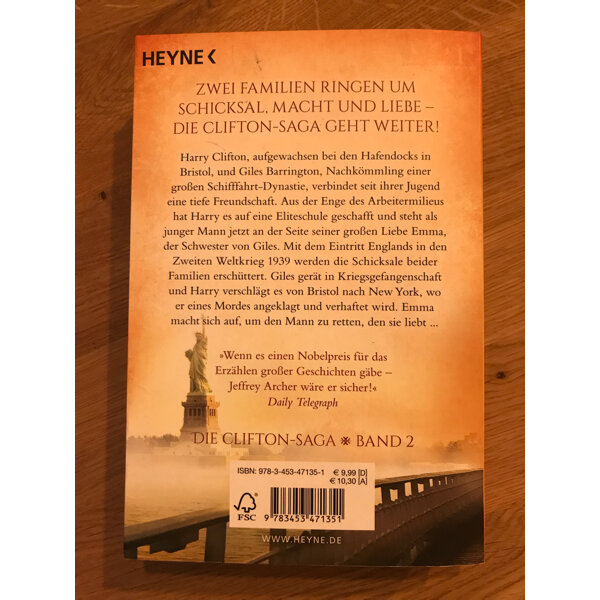 HEYNE
ZWEI FAMILIEN RINGEN UM
SCHICKSAL, MACHT UND LIEBE –
DIE CLIFTON-SAGA GEHT WEITER!
Harry Clifton, aufgewachsen bei den Hafendocks in
Bristol, und Giles Barrington, Nachkömmling einer
großen Schifffahrt-Dynastie, verbindet seit ihrer Jugend
eine tiefe Freundschaft. Aus der Enge des Arbeitermilieus
hat Harry es auf eine Eliteschule geschafft und steht als
junger Mann jetzt an der Seite seiner großen Liebe Emma,
der Schwester von Giles. Mit dem Eintritt Englands in den
Zweiten Weltkrieg 1939 werden die Schicksale beider
Familien erschüttert. Giles gerät in Kriegsgefangenschaft
und Harry verschlägt es von Bristol nach New York, wo
er eines Mordes angeklagt und verhaftet wird. Emma
macht sich auf, um den Mann zu retten, den sie liebt ...
»Wenn es einen Nobelpreis für das
Erzählen großer Geschichten gäbe –
Jeffrey Archer wäre er sicher!«
Daily Telegraph
DIE CLIFTON-SAGA ❋ BAND 2
ISBN: 978-3-453-47135-1
€ 9,99 [D]
€ 10,30 [A]
FSC
9 783453 471351
WWW.HEYNE.DE